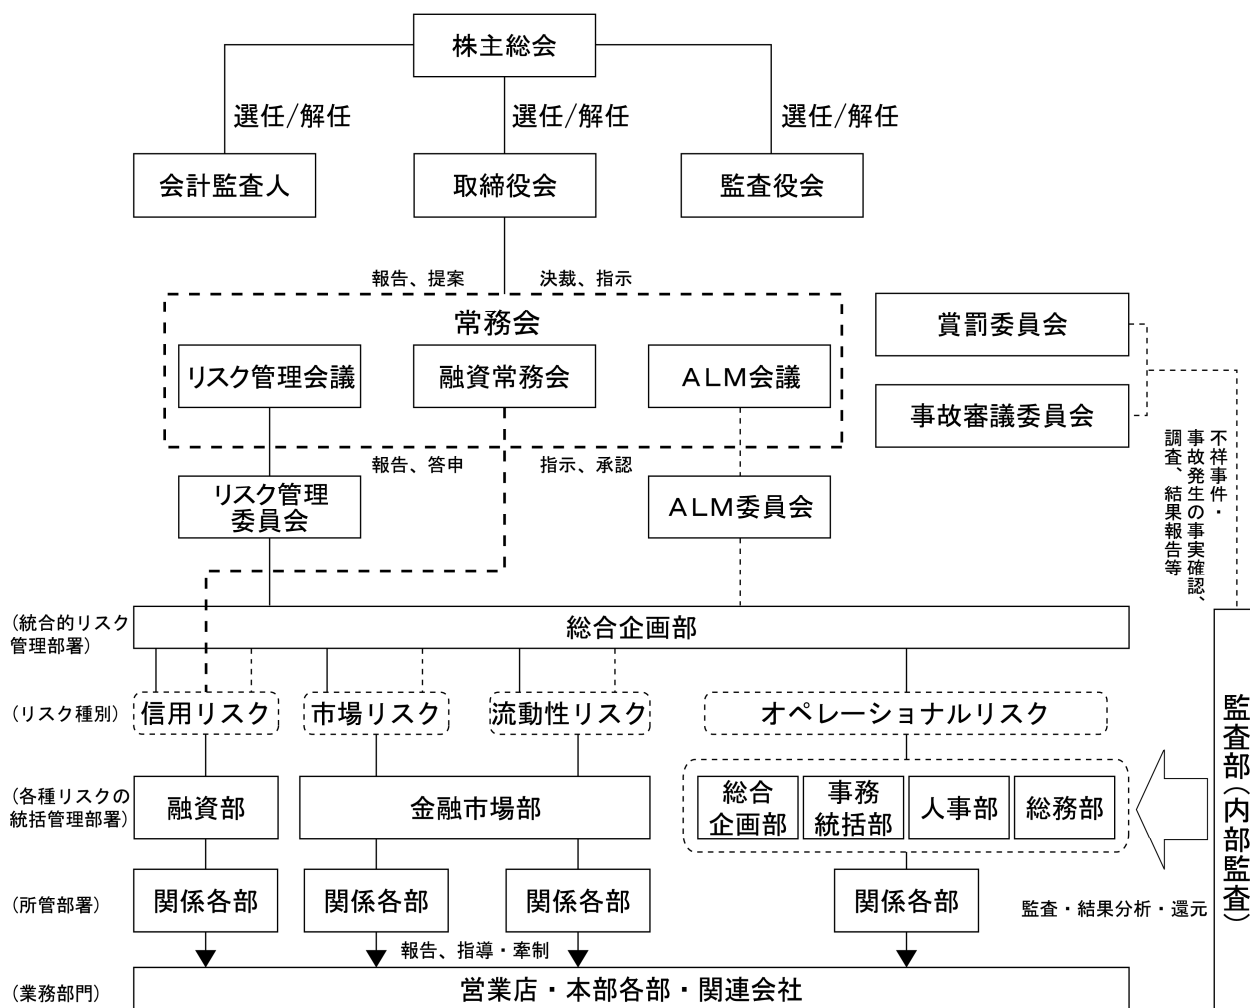 株主総会
選任/解任
選任/解任
選任/解任
会計監査人
取締役会
監査役会
報告、提案
決裁、指示
常務会
リスク管理会議
融資常務会
ALM会議
賞罰委員会
事故審議委員会
報告、答申
指示、承認
リスク管理
委員会
ALM委員会
不祥事件・
事故発生の事実確認、
調査、結果報告等
(統合的リスク
管理部署)
総合企画部
(リスク種別)
信用リスク
市場リスク
流動性リスク
オペレーショナルリスク
(各種リスクの
統括管理部署)
融資部
金融市場部
総合
企画部
事務
統括部
人事部
総務部
監査部(内部監査)
(所管部署)
関係各部
関係各部
関係各部
関係各部
監査・結果分析・還元
報告、指導・牽制
(業務部門)
営業店・本部各部・関連会社